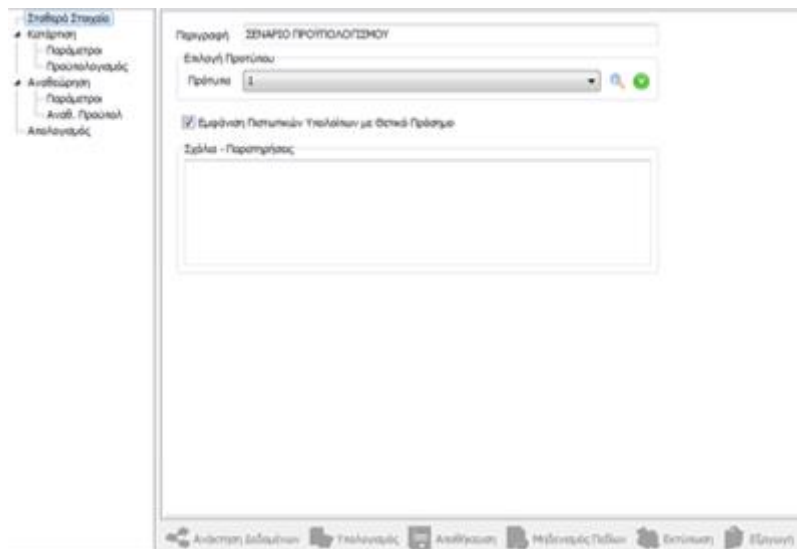 Σταθερά Στοιχεία
Κατάρτιση
Παράμετροι
Προϋπολογισμός
Αναθεώρηση
Παράμετροι
Αναθ. Προϋπολ
Απολογισμός
Περιγραφή ΣΕΝΑΡΙΟ ΠΡΟΫΠΟΛΟΓΙΣΜΟΥ
Επιλογή Προτύπου
Πρότυπο 1
Εμφάνιση Πιστωτικών Υπολοίπων με Θετικό Πρόσημο
Σχόλια - Παρατηρήσεις
Ανάκτηση Δεδομένων Υπολογισμός Αποθήκευση Μηδενισμός Πεδίων Εκτύπωση Εξαγωγή